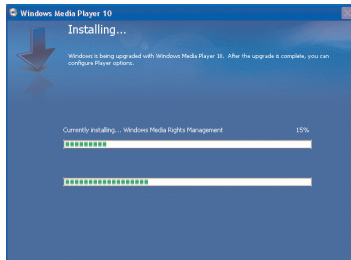 Windows Media Player 10
Installing...
Windows is being upgraded with Windows Media Player 10. After the upgrade is complete, you can
configure Player options.
Currently installing... Windows Media Rights Management 15%